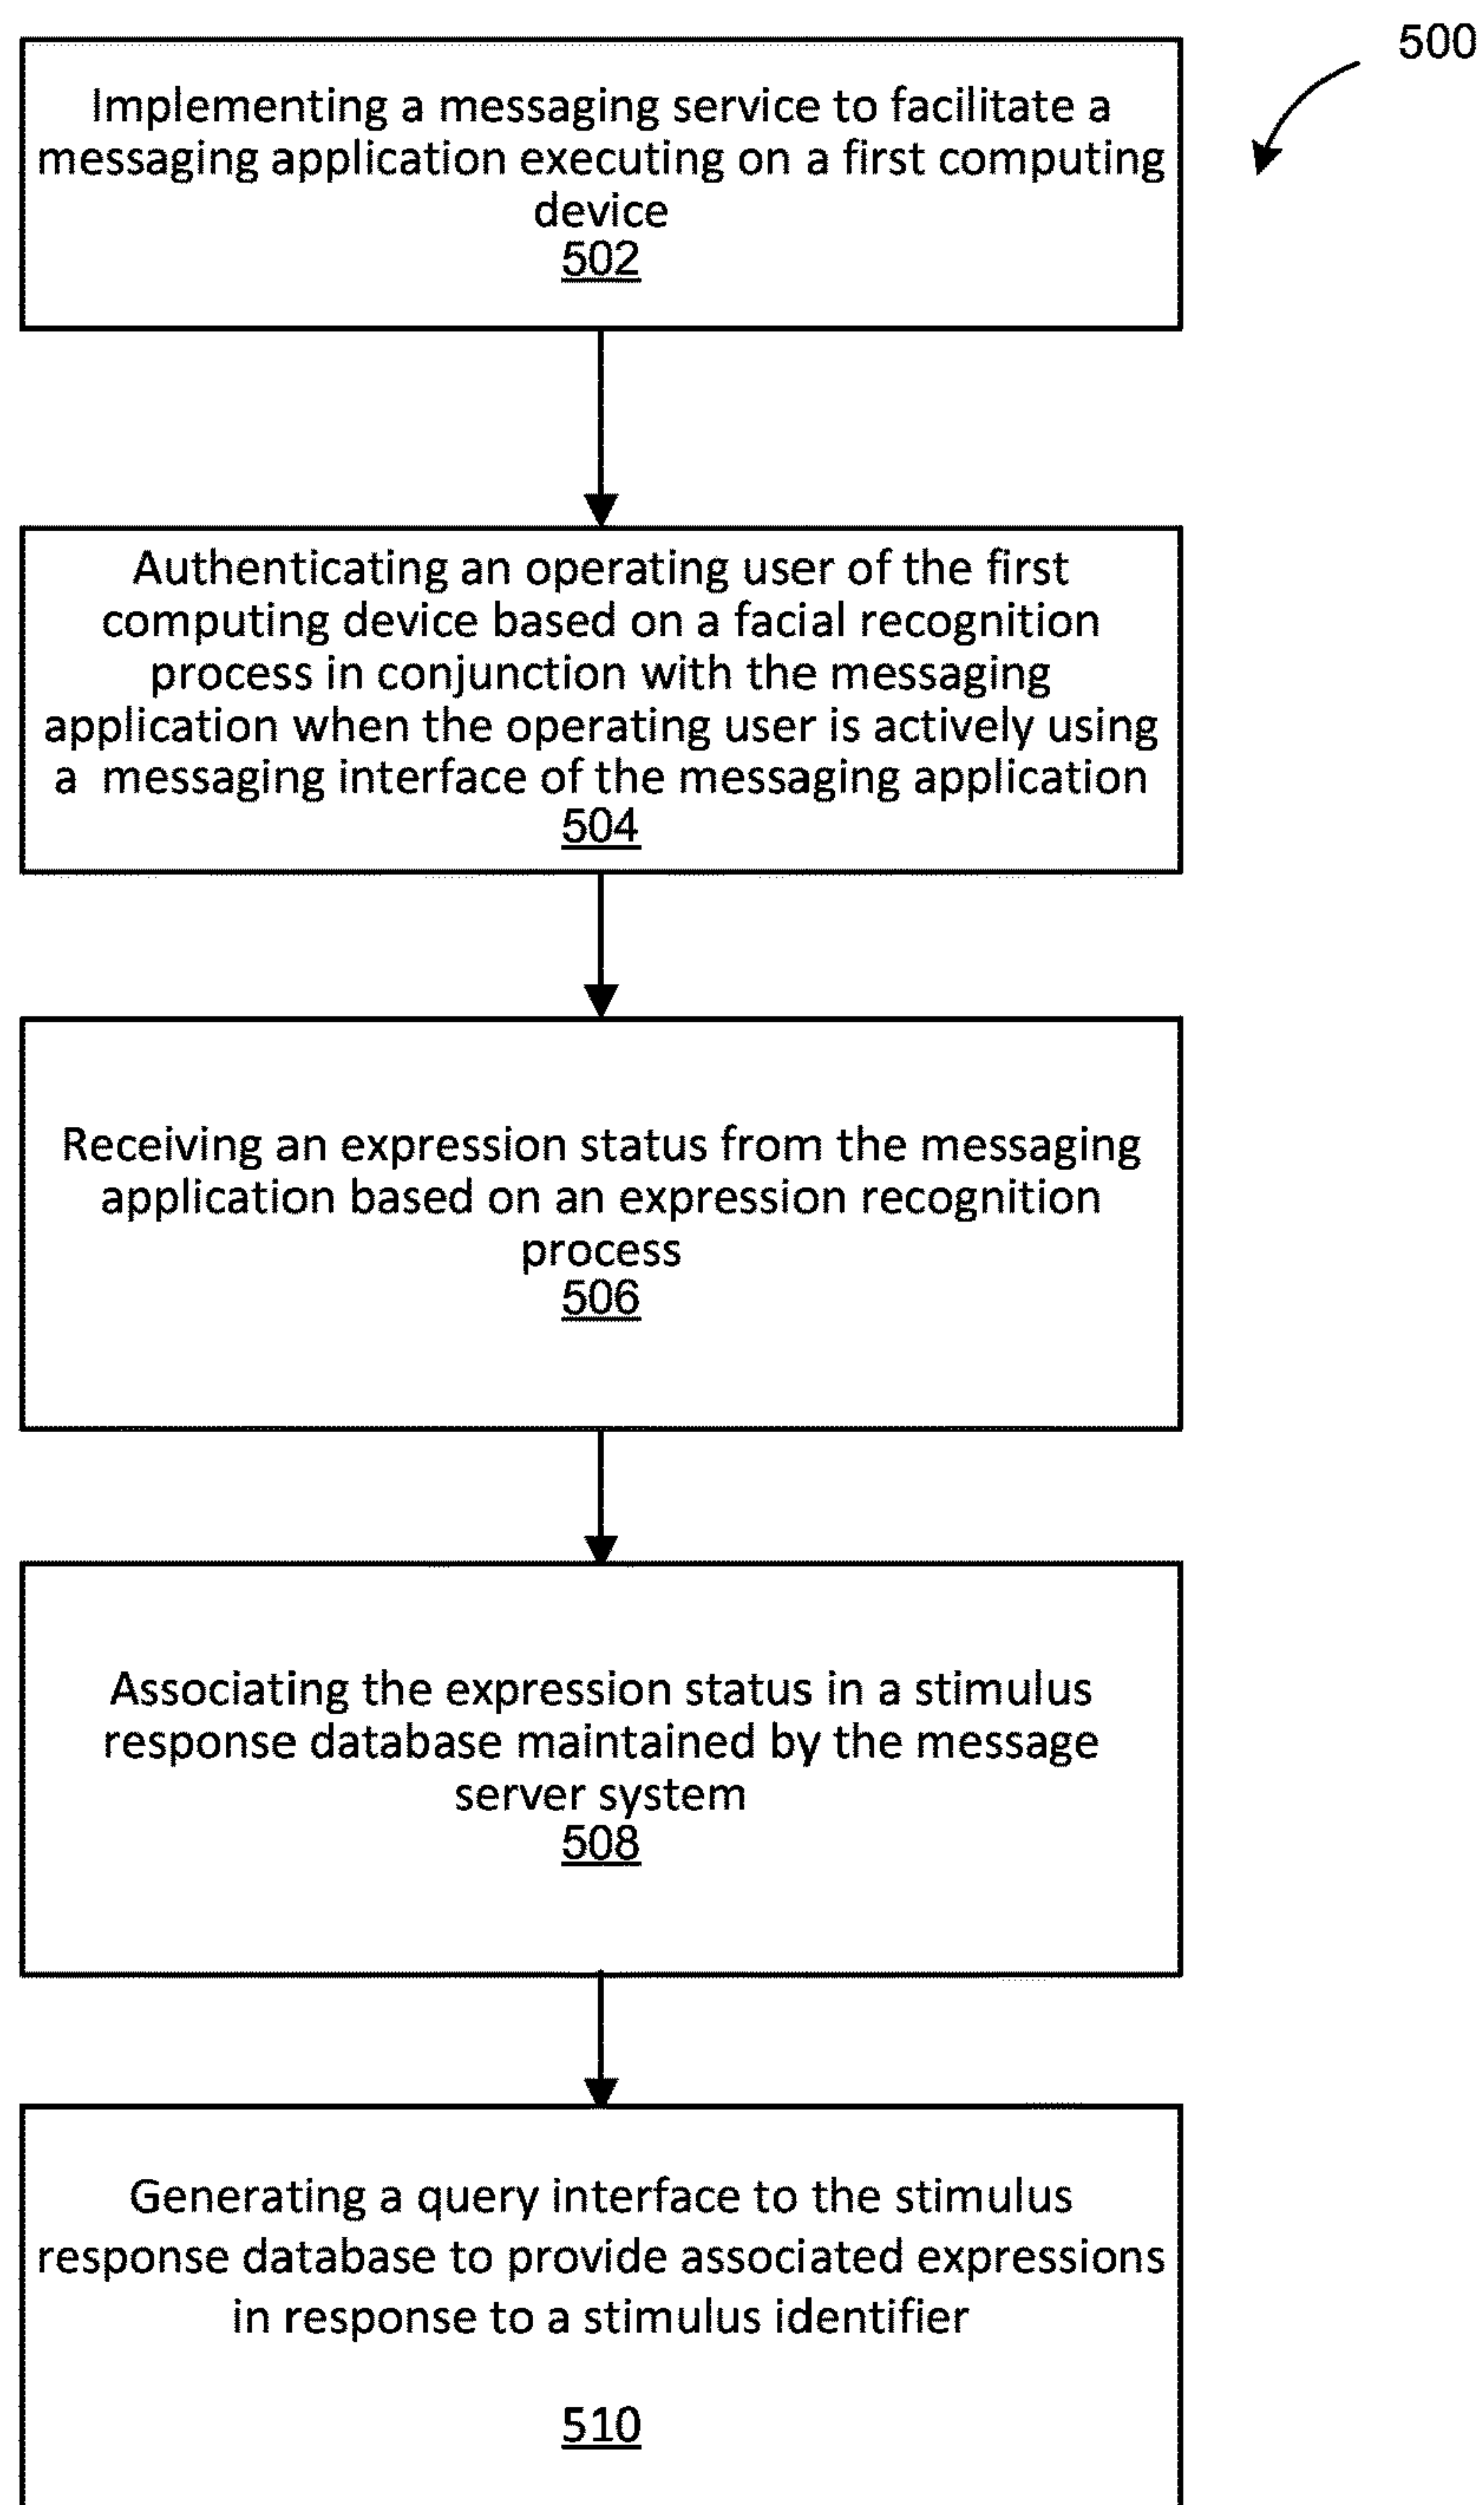 500
Implementing a messaging service to facilitate a
messaging application executing on a first computing
device
502
Authenticating an operating user of the first
computing device based on a facial recognition
process in conjunction with the messaging
application when the operating user is actively using
a messaging interface of the messaging application
504
Receiving an expression status from the messaging
application based on an expression recognition
process
506
Associating the expression status in a stimulus
response database maintained by the message
server system
508
Generating a query interface to the stimulus
response database to provide associated expressions
in response to a stimulus identifier
510